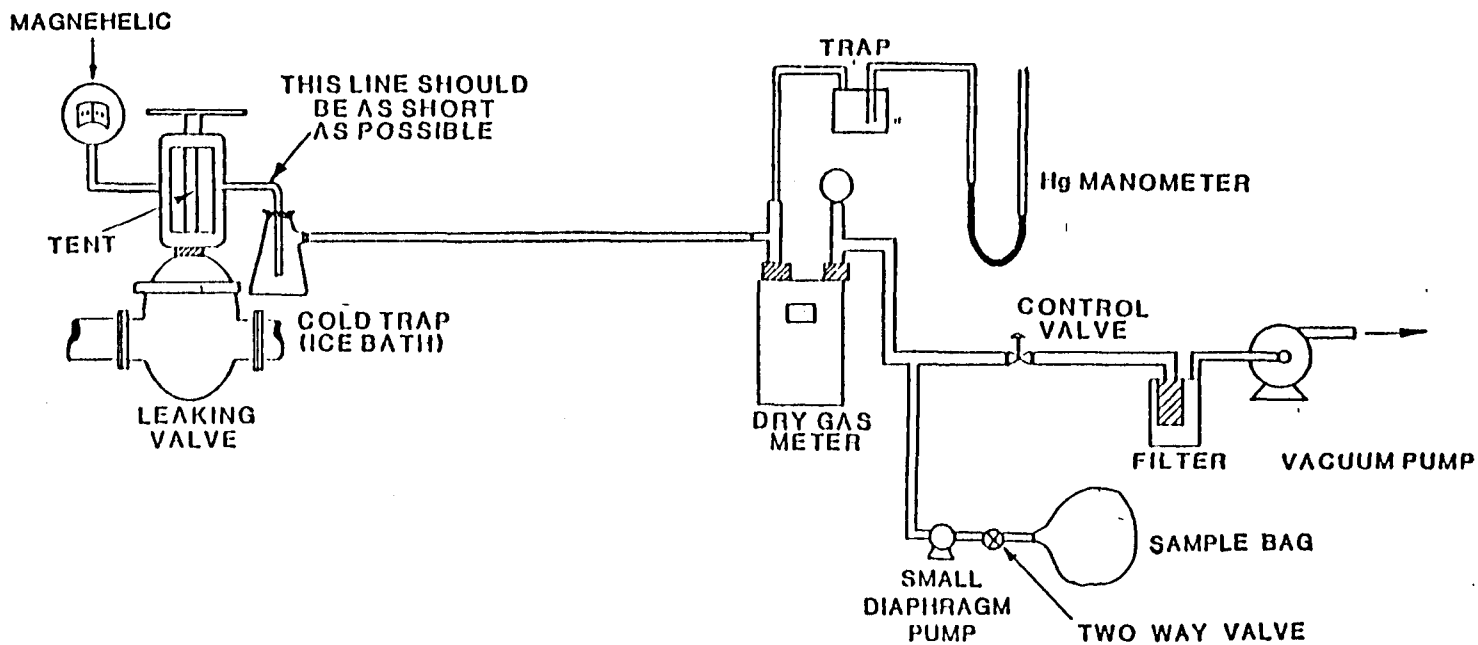 MAGNEHELIC
THIS LINE SHOULD
BE AS SHORT
AS POSSIBLE
TENT
COLD TRAP
(ICE BATH)
LEAKING
VALVE
TRAP
Hg MANOMETER
DRY GAS
METER
CONTROL
VALVE
FILTER
VACUUM PUMP
SMALL
DIAPHRAGM
PUMP
SAMPLE BAG
TWO WAY VALVE